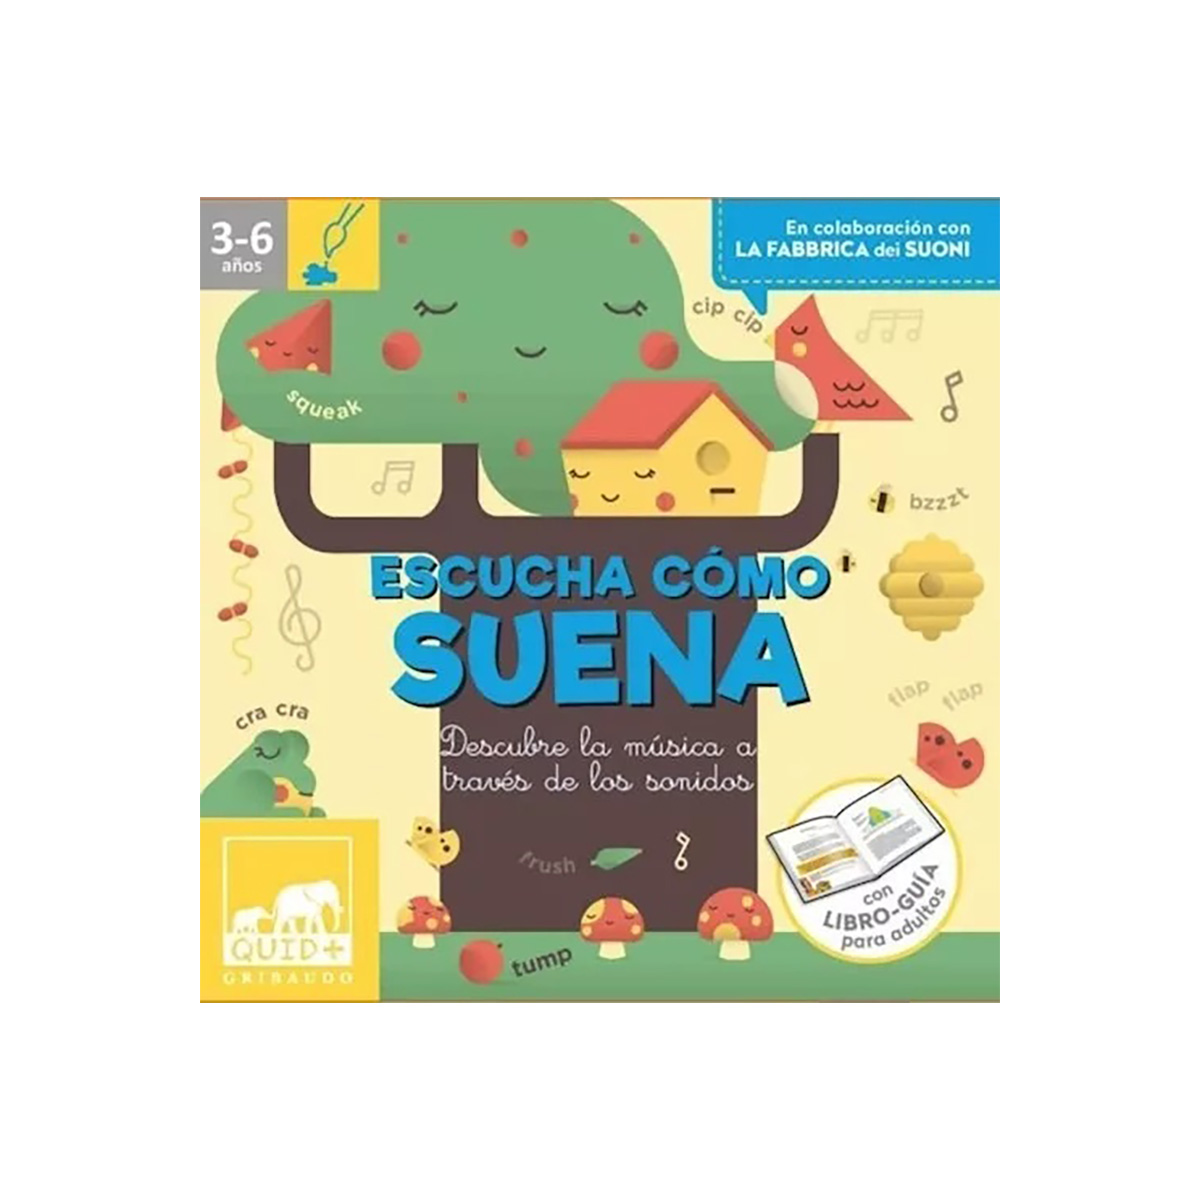 3-6
años
En colaboración con
LA FABBRICA dei SUONI
cip cip
squeak
bzzzt
ESCUCHA CÓMO
SUENA
flap
flap
cra cra
Descubre la música a
través de los sonidos
frush
con
LIBRO-GUÍA
para adultos
QUID+
GRIBAUDO
tump